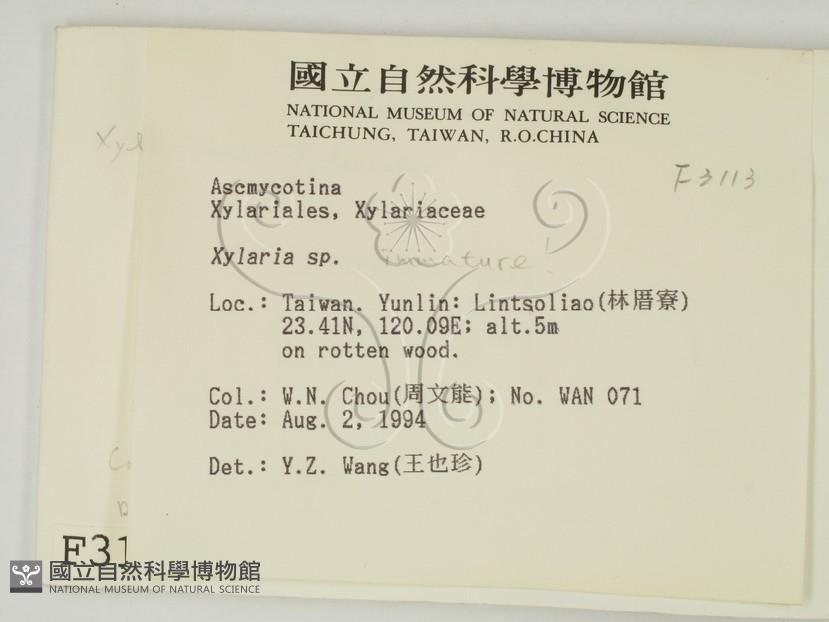 國立自然科學博物館
NATIONAL MUSEUM OF NATURAL SCIENCE
TAICHUNG, TAIWAN, R.O.CHINA
Xyl
F3113
Ascmycotina
Xylariales, Xylariaceae
Xylaria sp. immature!
Loc.: Taiwan. Yunlin: Lintsoliao(林厝寮)
23.41N, 120.09E; alt.5m
on rotten wood.
Col.: W.N. Chou(周文能); No. WAN 071
Date: Aug. 2, 1994
Det.: Y.Z. Wang(王也珍)
F31
國立自然科學博物館
NATIONAL MUSEUM OF NATURAL SCIENCE